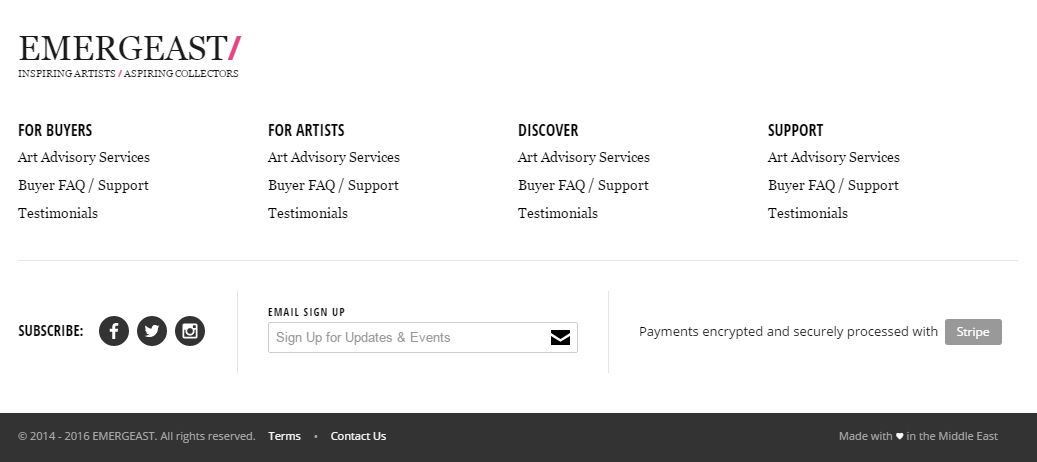 EMERGEAST/
INSPIRING ARTISTS / ASPIRING COLLECTORS
FOR BUYERS
Art Advisory Services
Buyer FAQ / Support
Testimonials
FOR ARTISTS
Art Advisory Services
Buyer FAQ / Support
Testimonials
DISCOVER
Art Advisory Services
Buyer FAQ / Support
Testimonials
SUPPORT
Art Advisory Services
Buyer FAQ / Support
Testimonials
SUBSCRIBE:
EMAIL SIGN UP
Sign Up for Updates & Events
Payments encrypted and securely processed with Stripe
© 2014 - 2016 EMERGEAST. All rights reserved. Terms • Contact Us
Made with ♥ in the Middle East